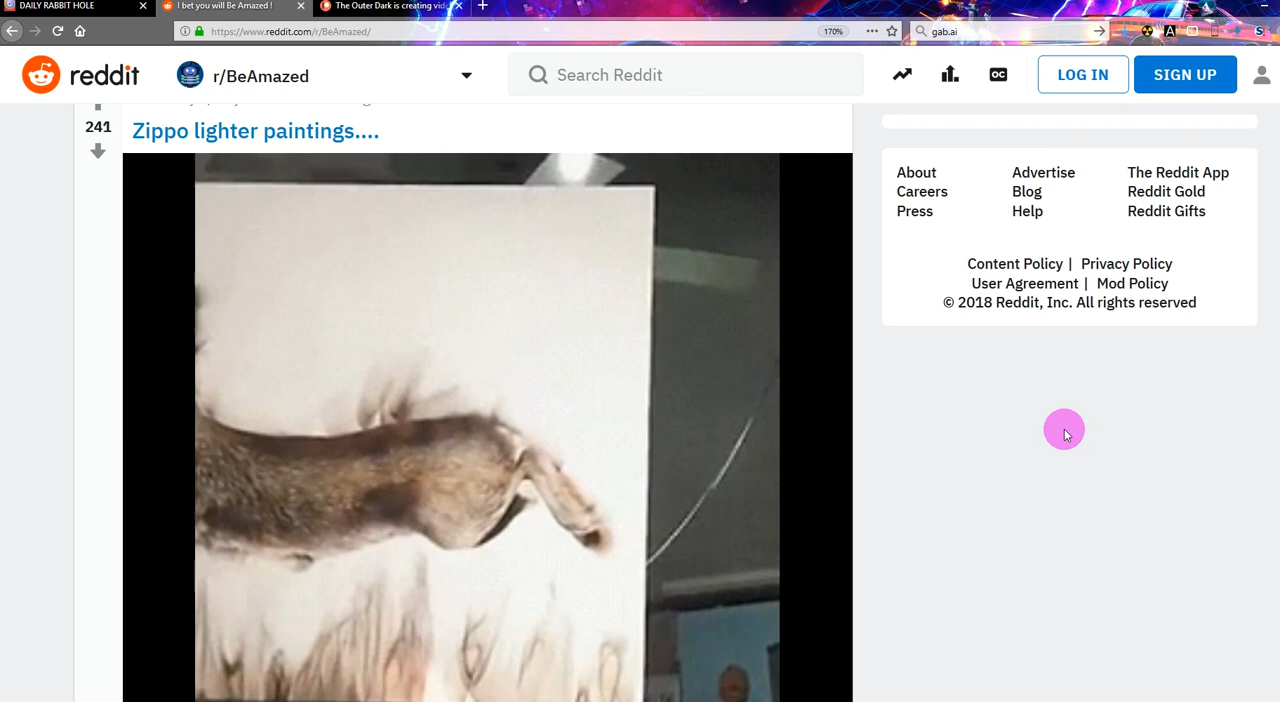 DAILY RABBIT HOLE
I bet you will Be Amazed !
The Outer Dark is creating vid
https://www.reddit.com/r/BeAmazed/
170%
gab.ai
reddit
r/BeAmazed
Search Reddit
OC
LOG IN
SIGN UP
241
Zippo lighter paintings....
About
Advertise
The Reddit App
Careers
Blog
Reddit Gold
Press
Help
Reddit Gifts
Content Policy | Privacy Policy
User Agreement | Mod Policy
© 2018 Reddit, Inc. All rights reserved